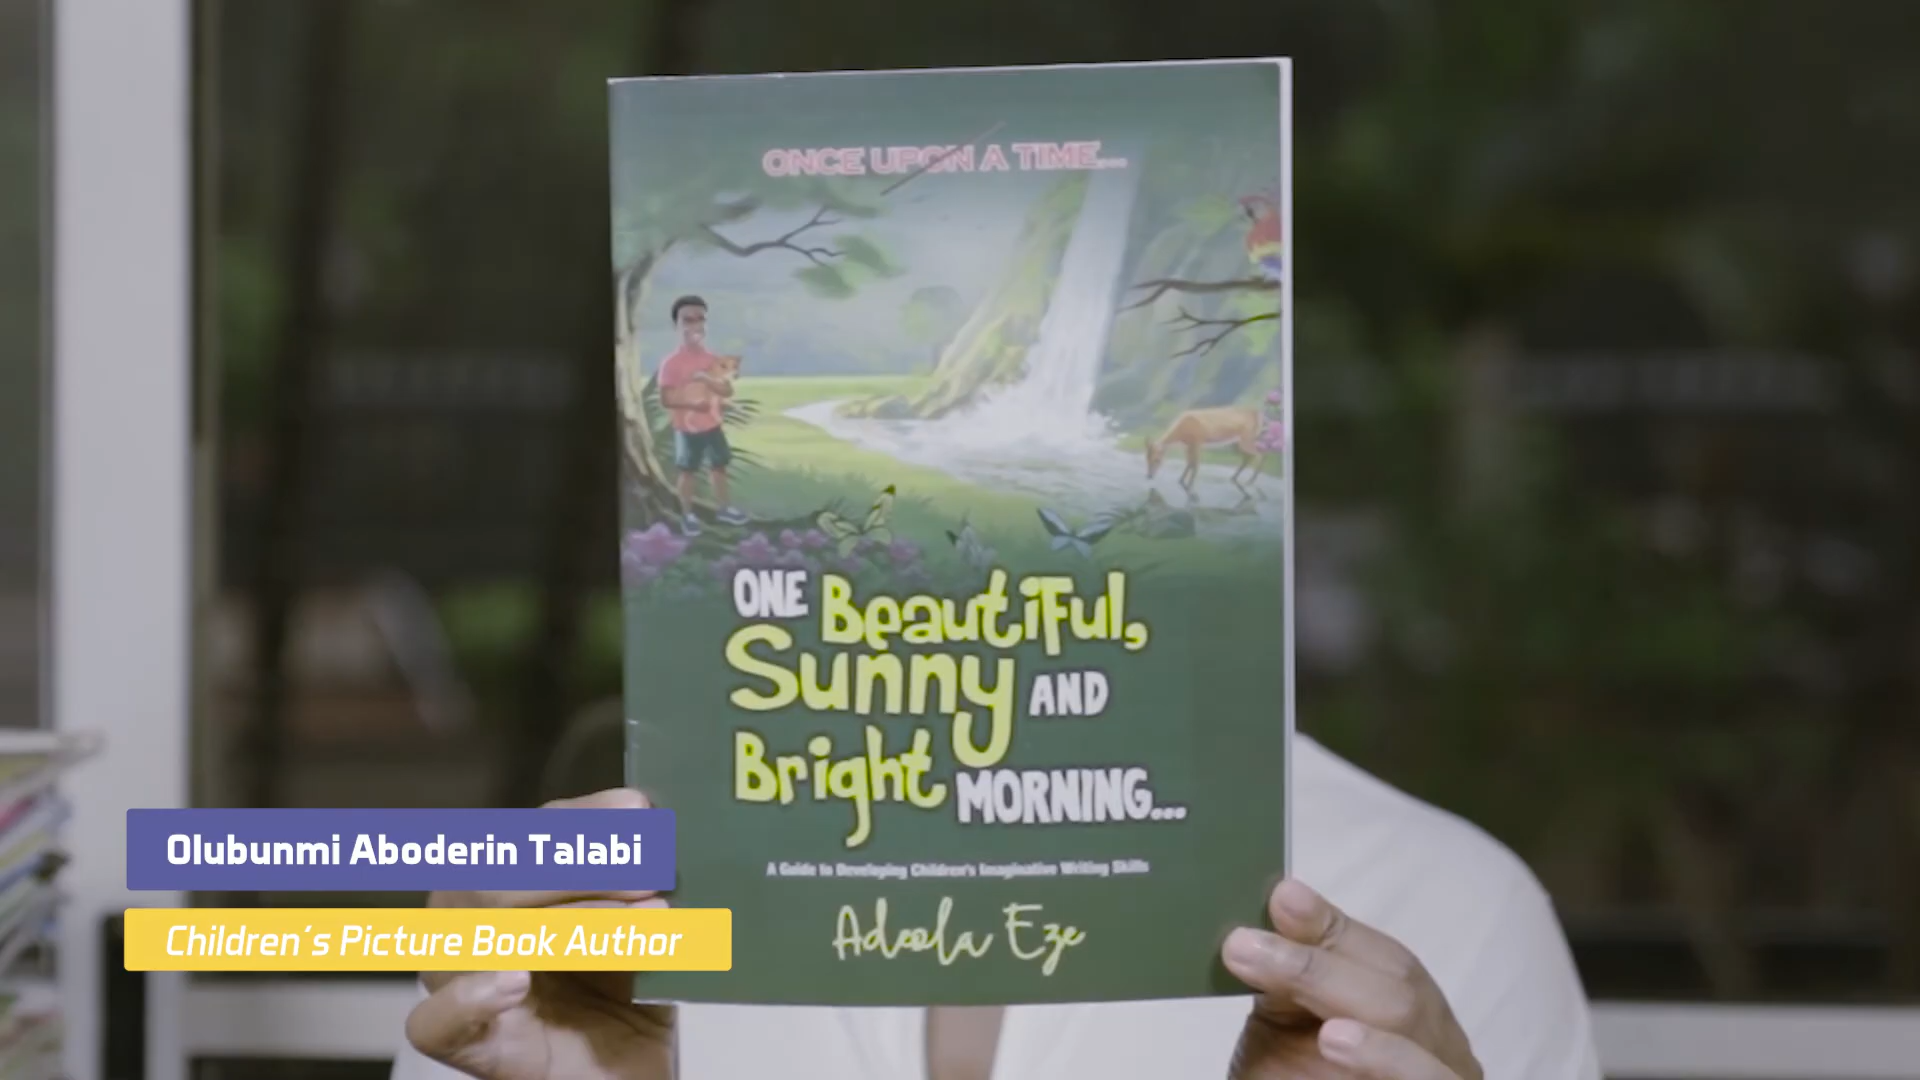 ONCE UPON A TIME...
ONE Beautiful,
Sunny AND
Bright MORNING...
A Guide to Developing Children's Imaginative Writing Skills
Adeola Eze
Olubunmi Aboderin Talabi
Children's Picture Book Author